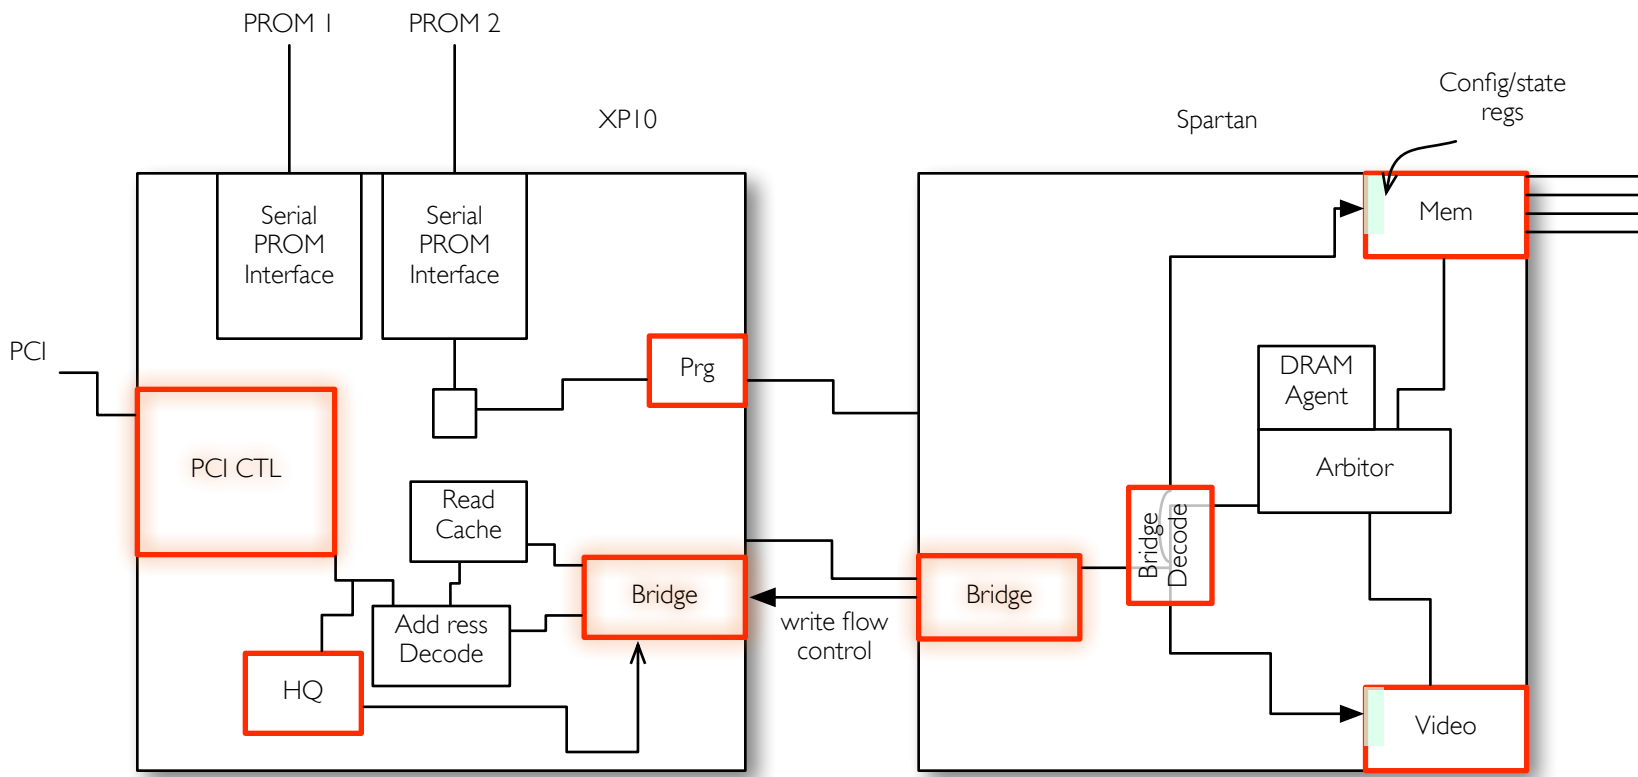 PROM 1
PROM 2
XP10
Spartan
Config/state
regs
Serial
PROM
Interface
Serial
PROM
Interface
Mem
PCI
Prg
DRAM
Agent
PCI CTL
Arbitor
Read
Cache
Bridge
Decode
Bridge
Bridge
write flow
control
Add ress
Decode
HQ
Video